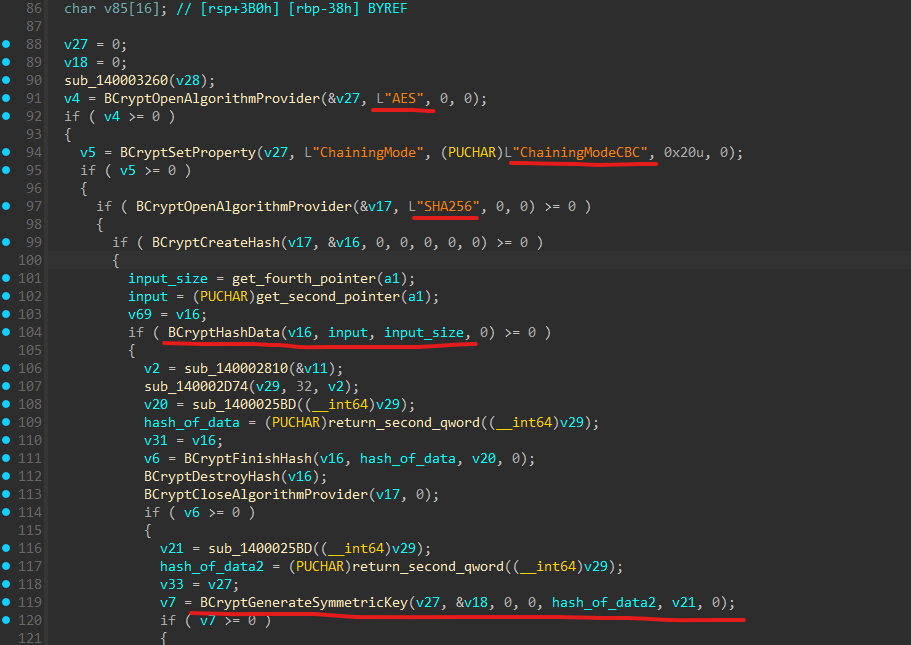 86 char v85[16]; // [rsp+3B0h] [rbp-38h] BYREF
87
88 v27 = 0;
89 v18 = 0;
90 sub_140003260(v28);
91 v4 = BCryptOpenAlgorithmProvider(&v27, L"AES", 0, 0);
92 if ( v4 >= 0 )
93 {
94 v5 = BCryptSetProperty(v27, L"ChainingMode", (PUCHAR)L"ChainingModeCBC", 0x20u, 0);
95 if ( v5 >= 0 )
96 {
97 if ( BCryptOpenAlgorithmProvider(&v17, L"SHA256", 0, 0) >= 0 )
98 {
99 if ( BCryptCreateHash(v17, &v16, 0, 0, 0, 0, 0) >= 0 )
100 {
101 input_size = get_fourth_pointer(a1);
102 input = (PUCHAR)get_second_pointer(a1);
103 v69 = v16;
104 if ( BCryptHashData(v16, input, input_size, 0) >= 0 )
105 {
106 v2 = sub_140002810(&v11);
107 sub_140002D74(v29, 32, v2);
108 v20 = sub_1400025BD((__int64)v29);
109 hash_of_data = (PUCHAR)return_second_qword((__int64)v29);
110 v31 = v16;
111 v6 = BCryptFinishHash(v16, hash_of_data, v20, 0);
112 BCryptDestroyHash(v16);
113 BCryptCloseAlgorithmProvider(v17, 0);
114 if ( v6 >= 0 )
115 {
116 v21 = sub_1400025BD((__int64)v29);
117 hash_of_data2 = (PUCHAR)return_second_qword((__int64)v29);
118 v33 = v27;
119 v7 = BCryptGenerateSymmetricKey(v27, &v18, 0, 0, hash_of_data2, v21, 0);
120 if ( v7 >= 0 )
121 {